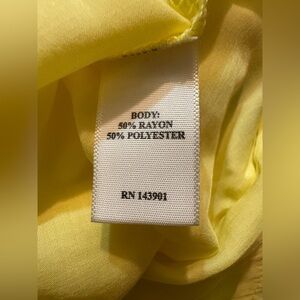 BODY:
50% RAYON
50% POLYESTER
RN 143901